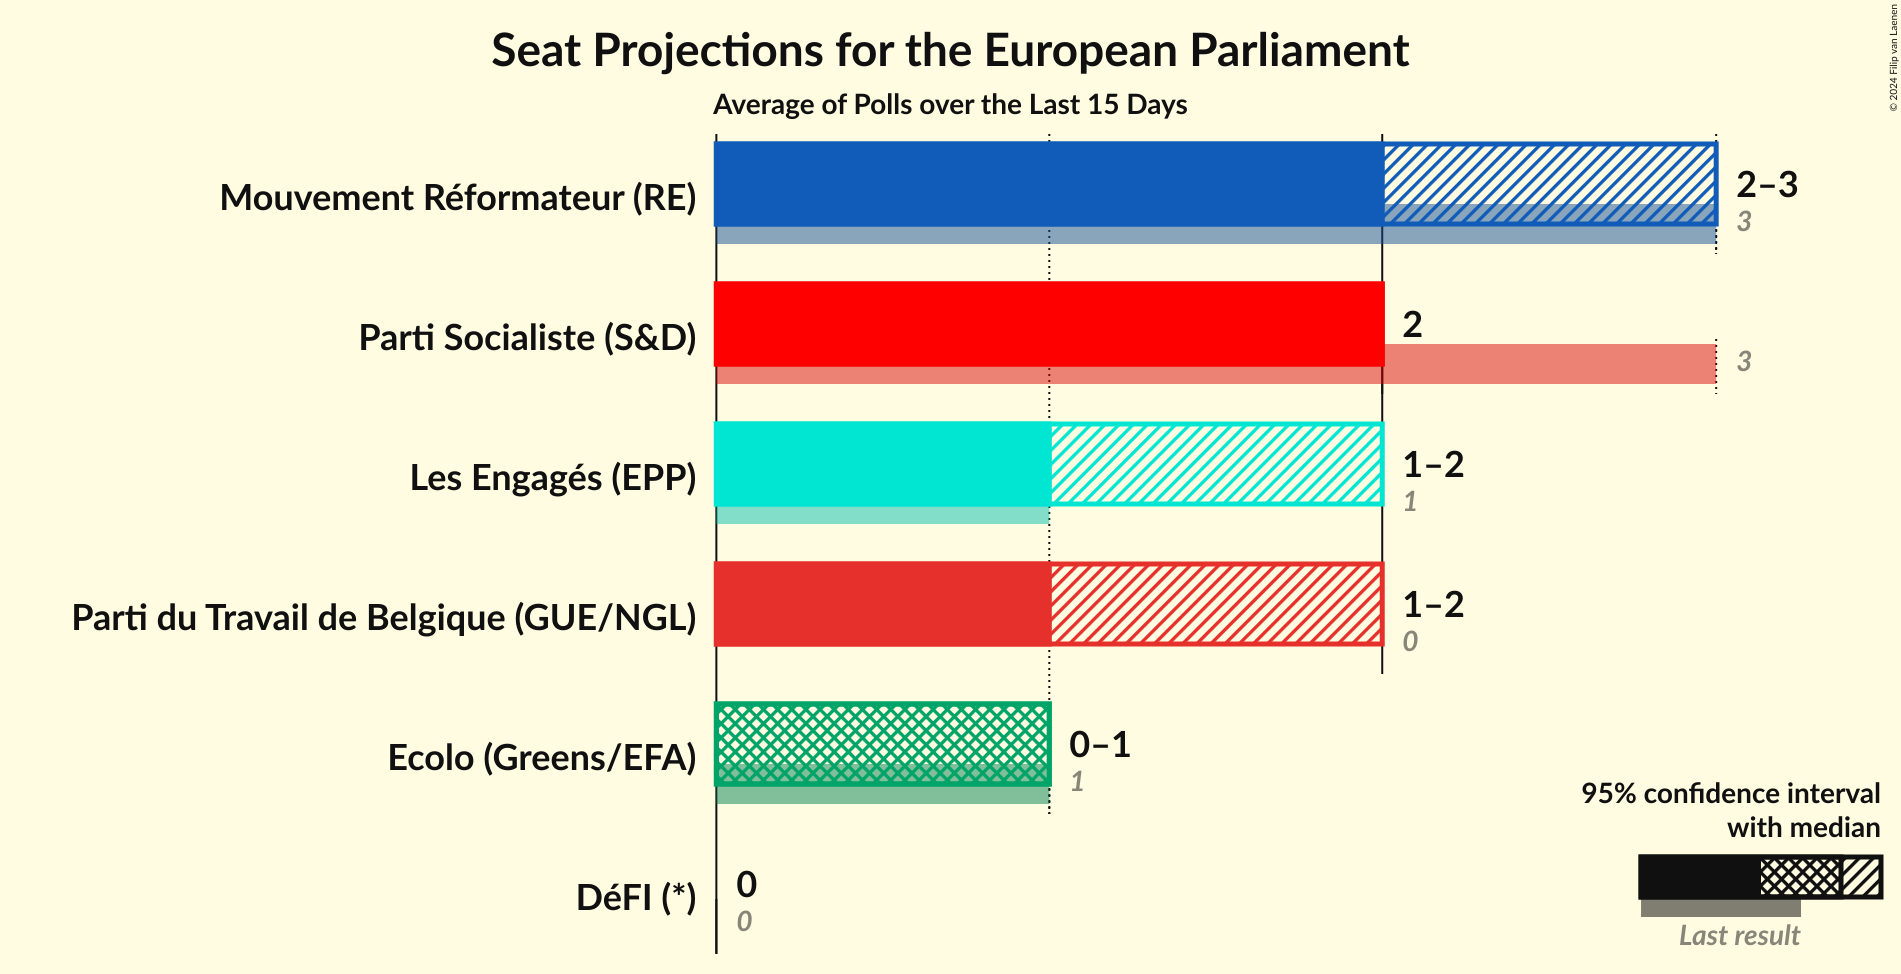 Seat Projections for the European Parliament
Average of Polls over the Last 15 Days
Mouvement Réformateur (RE)
2–3
3
Parti Socialiste (S&D)
2
3
Les Engagés (EPP)
1–2
1
Parti du Travail de Belgique (GUE/NGL)
1–2
0
Ecolo (Greens/EFA)
0–1
1
DéFI (*)
0
0
95% confidence interval
with median
Last result
© 2024 Filip van Laenen